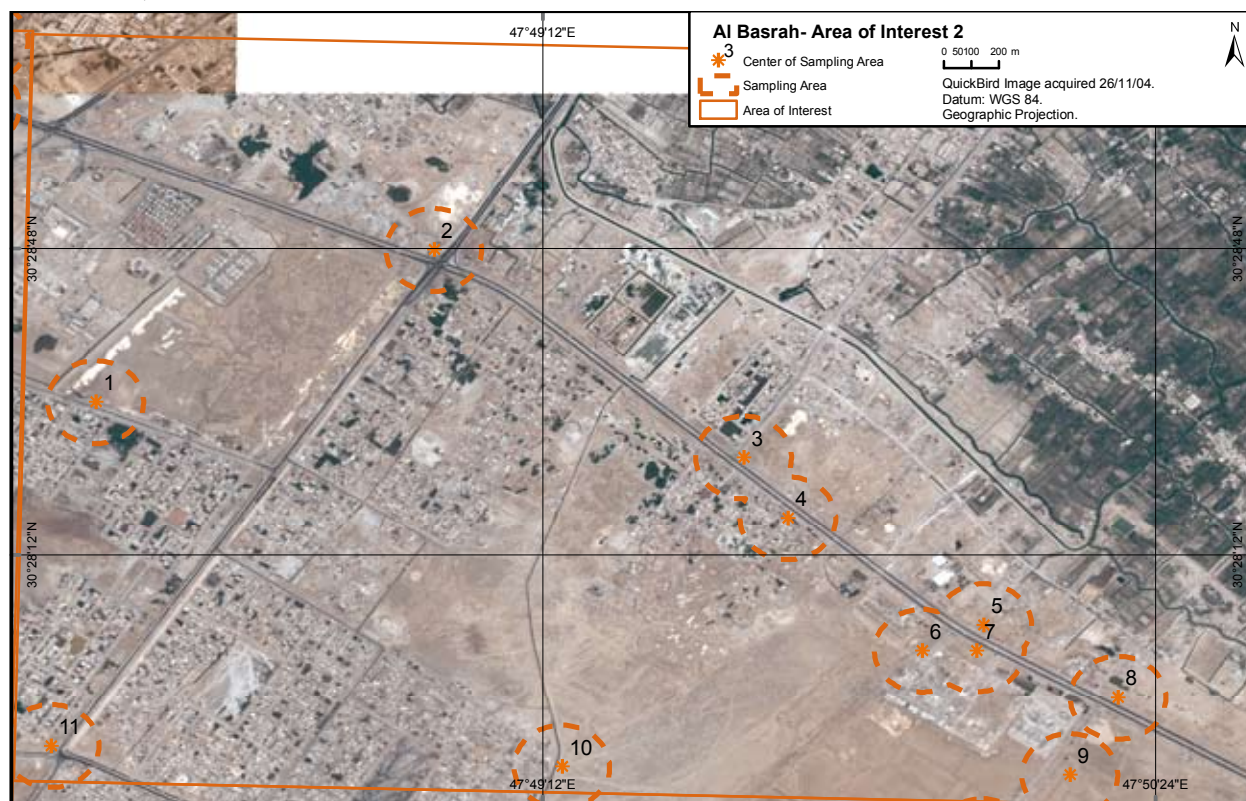 Al Basrah- Area of Interest 2
3
Center of Sampling Area
Sampling Area
Area of Interest
0 50100 200 m
QuickBird Image acquired 26/11/04.
Datum: WGS 84.
Geographic Projection.
N
47°49'12"E
30°28'48"N
30°28'48"N
2
1
3
4
30°28'12"N
30°28'12"N
5
6
7
8
11
10
9
47°49'12"E
47°50'24"E